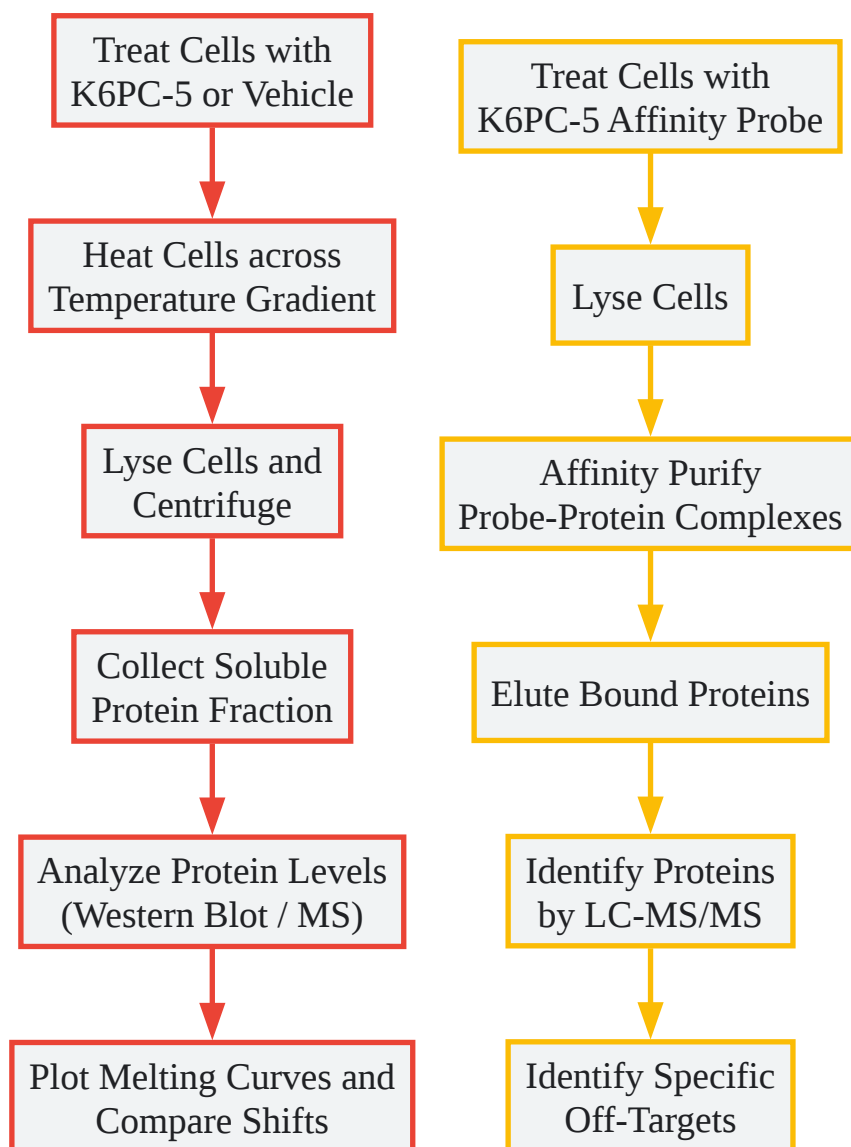 Treat Cells with
K6PC-5 or Vehicle
Heat Cells across
Temperature Gradient
Lyse Cells and
Centrifuge
Collect Soluble
Protein Fraction
Analyze Protein Levels
(Western Blot / MS)
Plot Melting Curves and
Compare Shifts
Treat Cells with
K6PC-5 Affinity Probe
Lyse Cells
Affinity Purify
Probe-Protein Complexes
Elute Bound Proteins
Identify Proteins
by LC-MS/MS
Identify Specific
Off-Targets